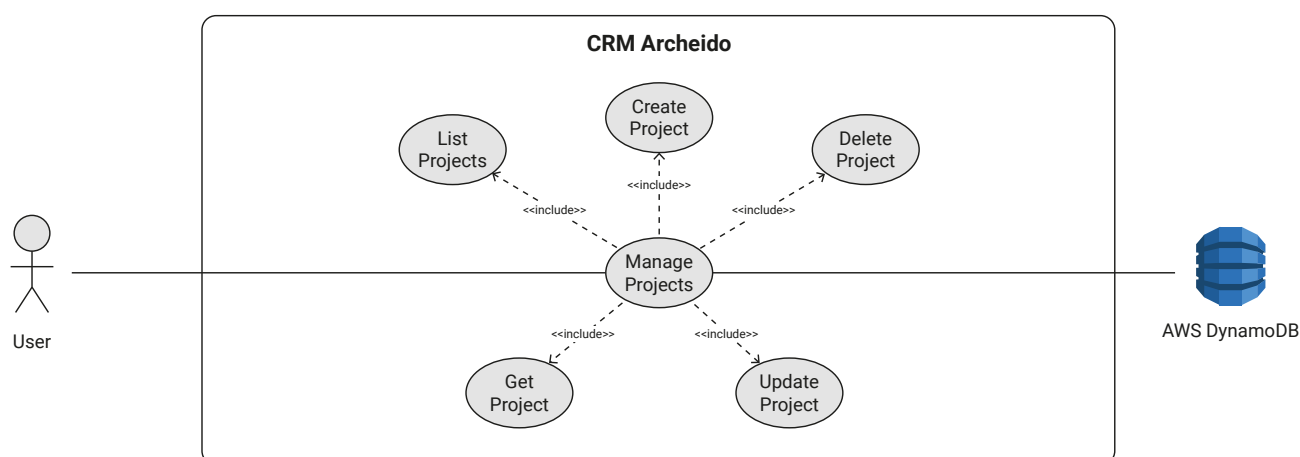 CRM Archeido
Create
Project
List
Projects
Delete
Project
<<include>>
<<include>>
<<include>>
Manage
Projects
User
AWS DynamoDB
<<include>>
<<include>>
Get
Project
Update
Project